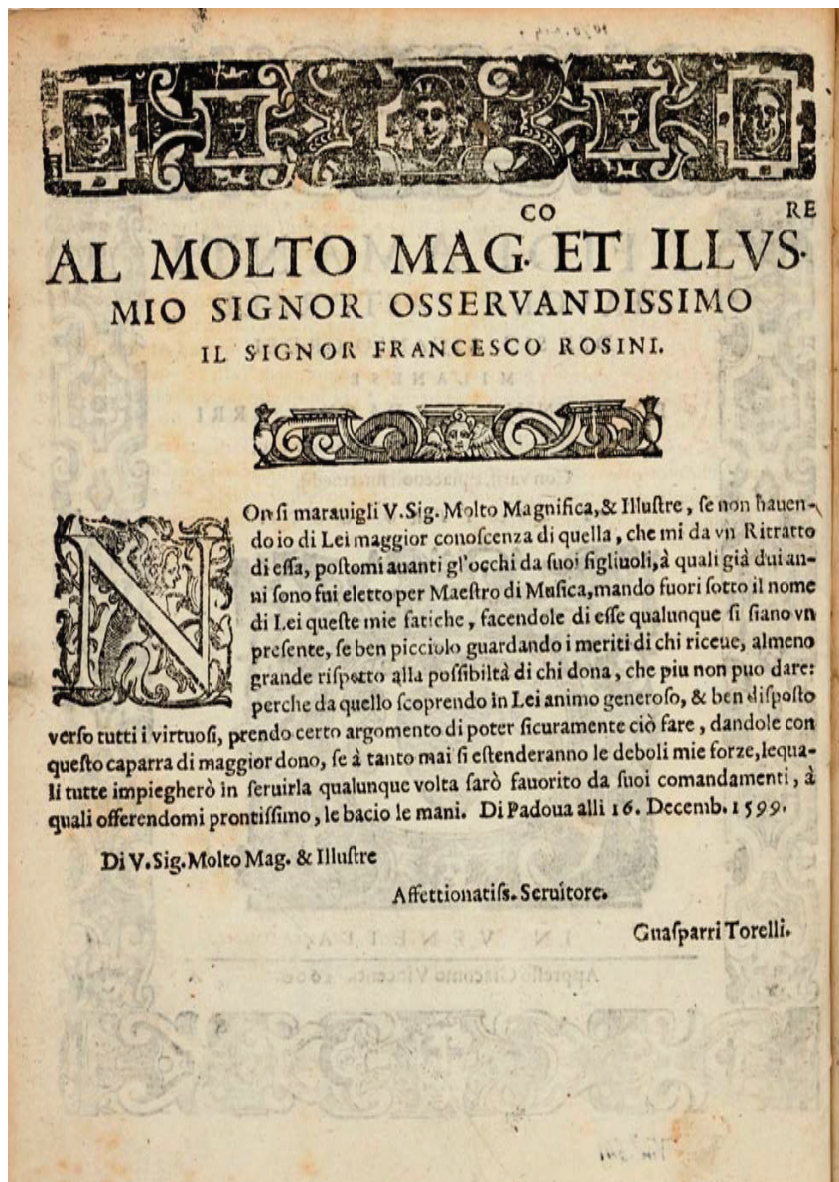 AL MOLTO MAG.CO ET ILLVS.RE
MIO SIGNOR OSSERVANDISSIMO
IL SIGNOR FRANCESCO ROSINI.
NOn ſi marauigli V. Sig. Molto Magnifica, & Illuſtre, ſe non hauen-
do io di Lei maggior conoſcenza di quella, che mi da vn Ritratto
di eſſa, poſtomi auanti gl'occhi da ſuoi figliuoli, à quali già dui an-
ni ſono fui eletto per Maeſtro di Muſica, mando fuori ſotto il nome
di Lei queſte mie fatiche, facendole di eſſe qualunque ſi ſiano vn
preſente, ſe ben picciolo guardando i meriti di chi riceue, almeno
grande riſpetto alla poſſibiltà di chi dona, che piu non puo dare:
perche da quello ſcoprendo in Lei animo generoſo, & ben diſpoſto
verſo tutti i virtuoſi, prendo certo argomento di poter ſicuramente ciò fare, dandole con
queſto caparra di maggior dono, ſe à tanto mai ſi eſtenderanno le deboli mie forze, lequa-
li tutte impiegherò in ſeruirla qualunque volta ſarò fauorito da ſuoi comandamenti, à
quali offerendomi prontiſſimo, le bacio le mani. Di Padoua alli 16. Decemb. 1599.
Di V. Sig. Molto Mag. & Illuſtre
Affettionatiſs. Seruitore.
Guaſparri Torelli.